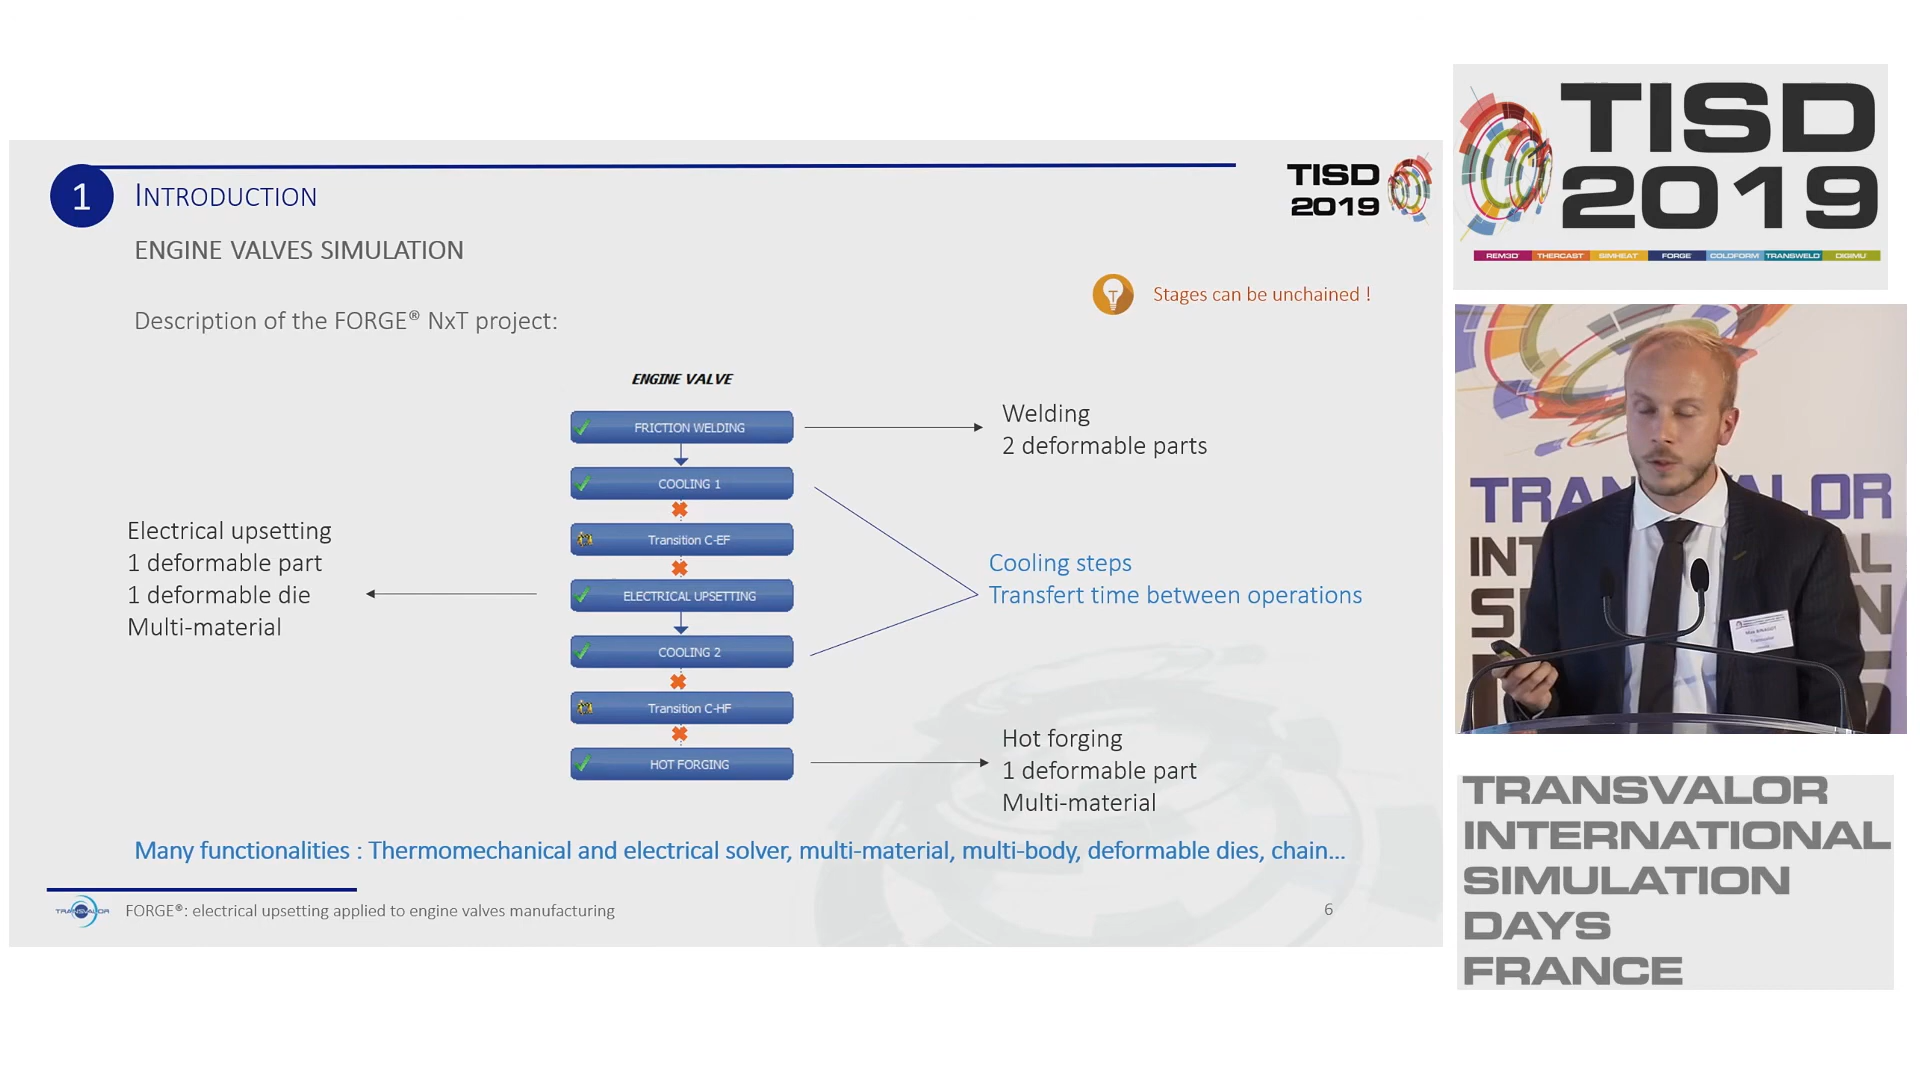 1
INTRODUCTION
ENGINE VALVES SIMULATION
TISD
2019
Stages can be unchained !
Description of the FORGE® NxT project:
ENGINE VALVE
FRICTION WELDING
COOLING 1
Transition C-EF
ELECTRICAL UPSETTING
COOLING 2
Transition C-HF
HOT FORGING
Welding
2 deformable parts
Electrical upsetting
1 deformable part
1 deformable die
Multi-material
Cooling steps
Transfert time between operations
Hot forging
1 deformable part
Multi-material
Many functionalities : Thermomechanical and electrical solver, multi-material, multi-body, deformable dies, chain...
TRANSVALOR
FORGE®: electrical upsetting applied to engine valves manufacturing
6
TISD
2019
REM3D THERCAST SIMHEAT FORGE COLDFORM TRANSWELD DIGIMU
TRANSVALOR
INTERNATIONAL
SIMULATION
DAYS
FRANCE